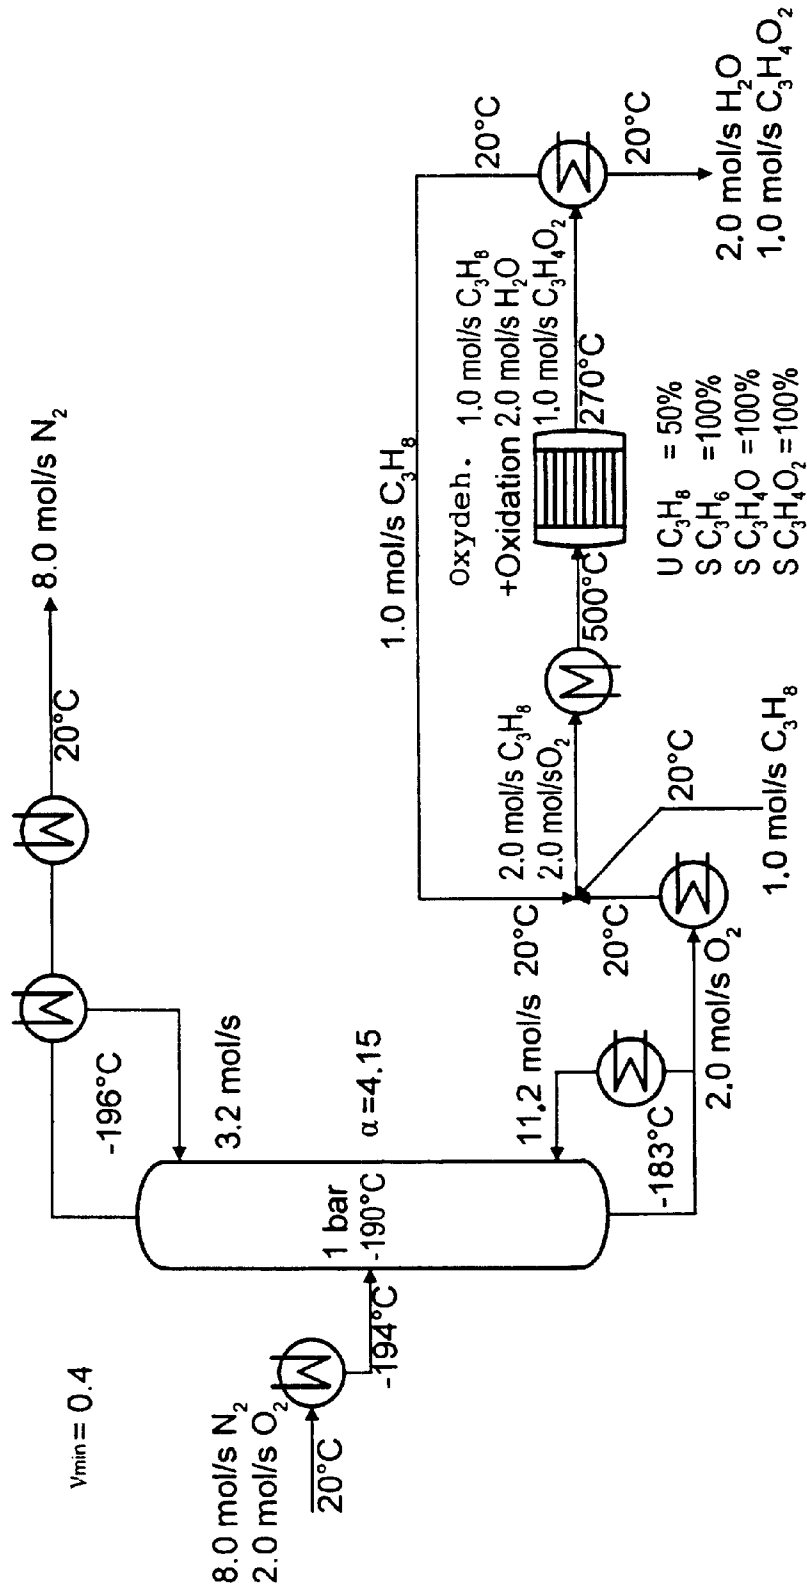 νmin = 0.4
8.0 mol/s N₂
2.0 mol/s O₂
20°C
-194°C
1 bar
-190°C
α=4.15
-196°C
3.2 mol/s
20°C
8.0 mol/s N₂
11.2 mol/s
-183°C
2.0 mol/s O₂
20°C
20°C
1.0 mol/s C₃H₈
20°C
1.0 mol/s C₃H₈
2.0 mol/s C₃H₈
2.0 mol/sO₂
500°C
Oxydeh.
+Oxidation
1.0 mol/s C₃H₈
2.0 mol/s H₂O
1.0 mol/s C₃H₄O₂
270°C
U C₃H₈ = 50%
S C₃H₆ =100%
S C₃H₄O =100%
S C₃H₄O₂ =100%
20°C
20°C
2.0 mol/s H₂O
1.0 mol/s C₃H₄O₂